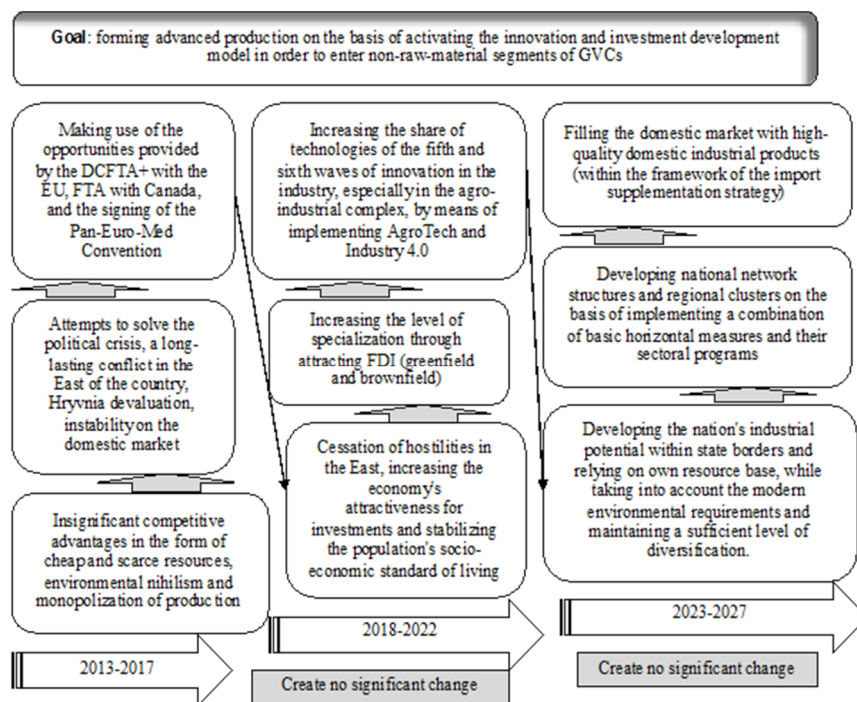 Goal: forming advanced production on the basis of activating the innovation and investment development
model in order to enter non-raw-material segments of GVCs
Making use of the
opportunities provided
by the DCFTA+ with the
EU, FTA with Canada,
and the signing of the
Pan-Euro-Med
Convention
Attempts to solve the
political crisis, a long-
lasting conflict in the
East of the country,
Hryvnia devaluation,
instability on the
domestic market
Insignificant competitive
advantages in the form of
cheap and scarce resources,
environmental nihilism and
monopolization of production
2013-2017
Increasing the share of
technologies of the fifth and
sixth waves of innovation in the
industry, especially in the agro-
industrial complex, by means of
implementing AgroTech and
Industry 4.0
Increasing the level of
specialization through
attracting FDI (greenfield
and brownfield)
Cessation of hostilities in
the East, increasing the
economy's
attractiveness for
investments and stabilizing
the population's socio-
economic standard of living
2018-2022
Create no significant change
Filling the domestic market with high-
quality domestic industrial products
(within the framework of the import
supplementation strategy)
Developing national network
structures and regional clusters on the
basis of implementing a combination
of basic horizontal measures and their
sectoral programs
Developing the nation's industrial
potential within state borders and
relying on own resource base, while
taking into account the modern
environmental requirements and
maintaining a sufficient level of
diversification.
2023-2027
Create no significant change